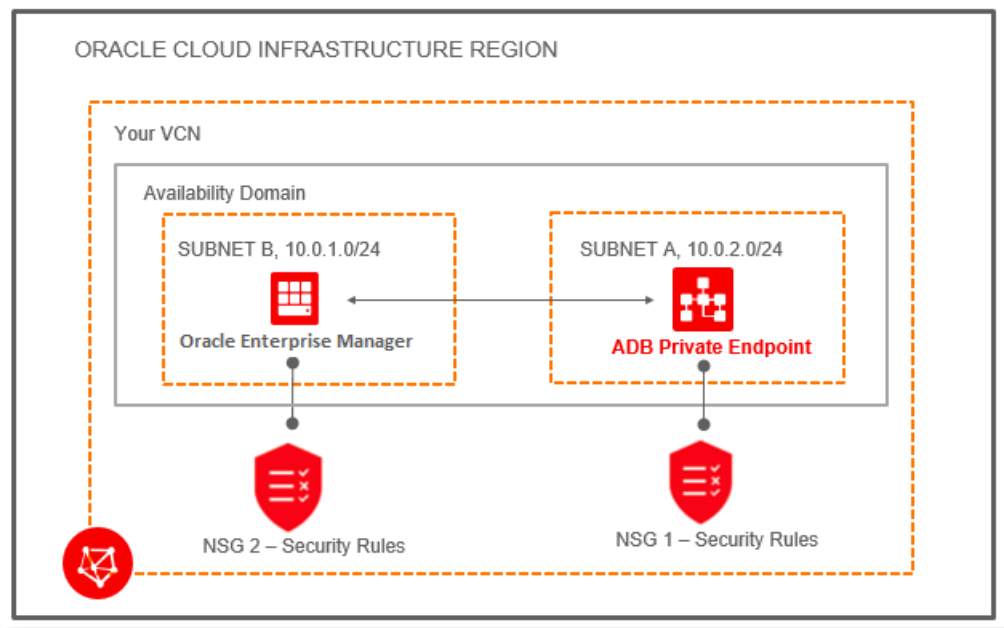 ORACLE CLOUD INFRASTRUCTURE REGION
Your VCN
Availability Domain
SUBNET B, 10.0.1.0/24
Oracle Enterprise Manager
SUBNET A, 10.0.2.0/24
ADB Private Endpoint
NSG 2 – Security Rules
NSG 1 – Security Rules